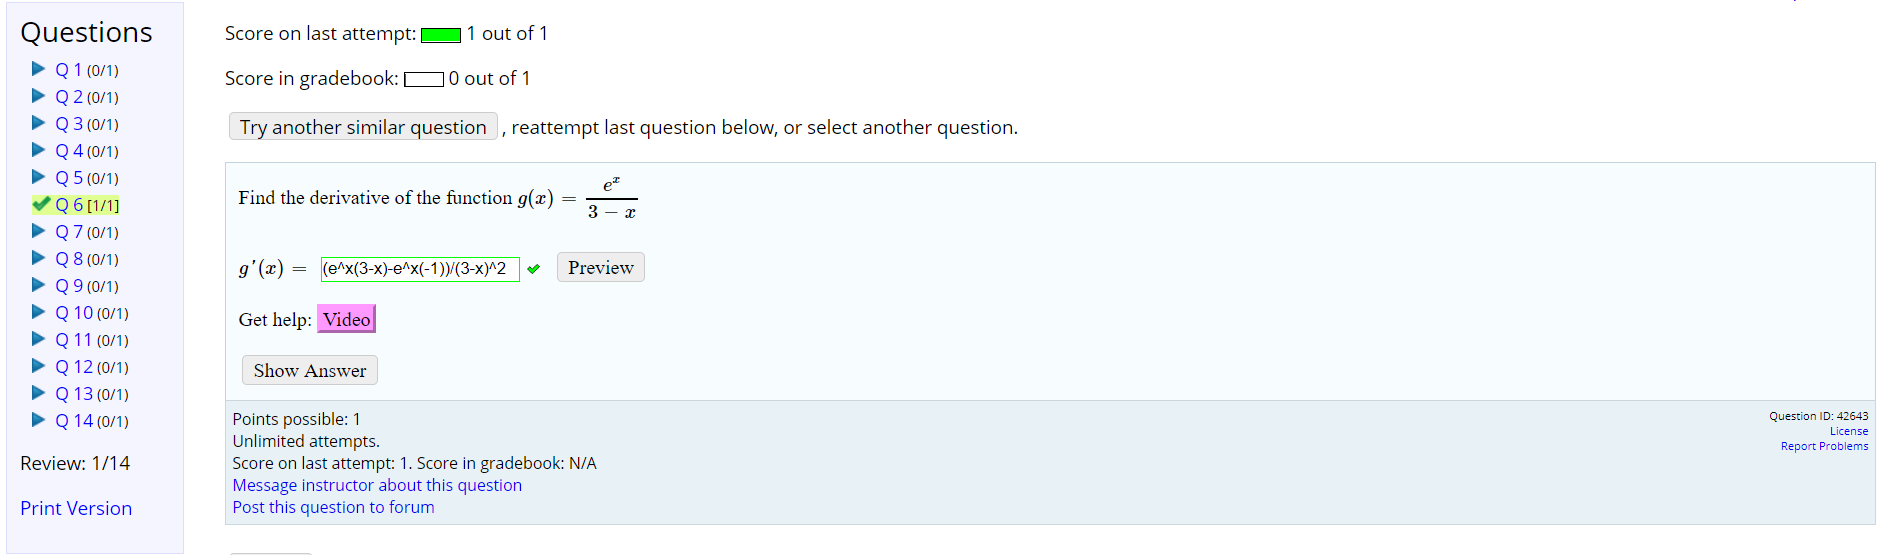 Questions
Q 1 (0/1)
Q 2 (0/1)
Q 3 (0/1)
Q 4 (0/1)
Q 5 (0/1)
Q 6 [1/1]
Q 7 (0/1)
Q 8 (0/1)
Q 9 (0/1)
Q 10 (0/1)
Q 11 (0/1)
Q 12 (0/1)
Q 13 (0/1)
Q 14 (0/1)
Review: 1/14
Print Version
Score on last attempt: 1 out of 1
Score in gradebook: 0 out of 1
Try another similar question , reattempt last question below, or select another question.
Find the derivative of the function g(x) = e^x / (3 − x)
g'(x) = (e^x(3-x)-e^x(-1))/(3-x)^2 Preview
Get help: Video
Show Answer
Points possible: 1
Unlimited attempts.
Score on last attempt: 1. Score in gradebook: N/A
Message instructor about this question
Post this question to forum
Question ID: 42643
License
Report Problems